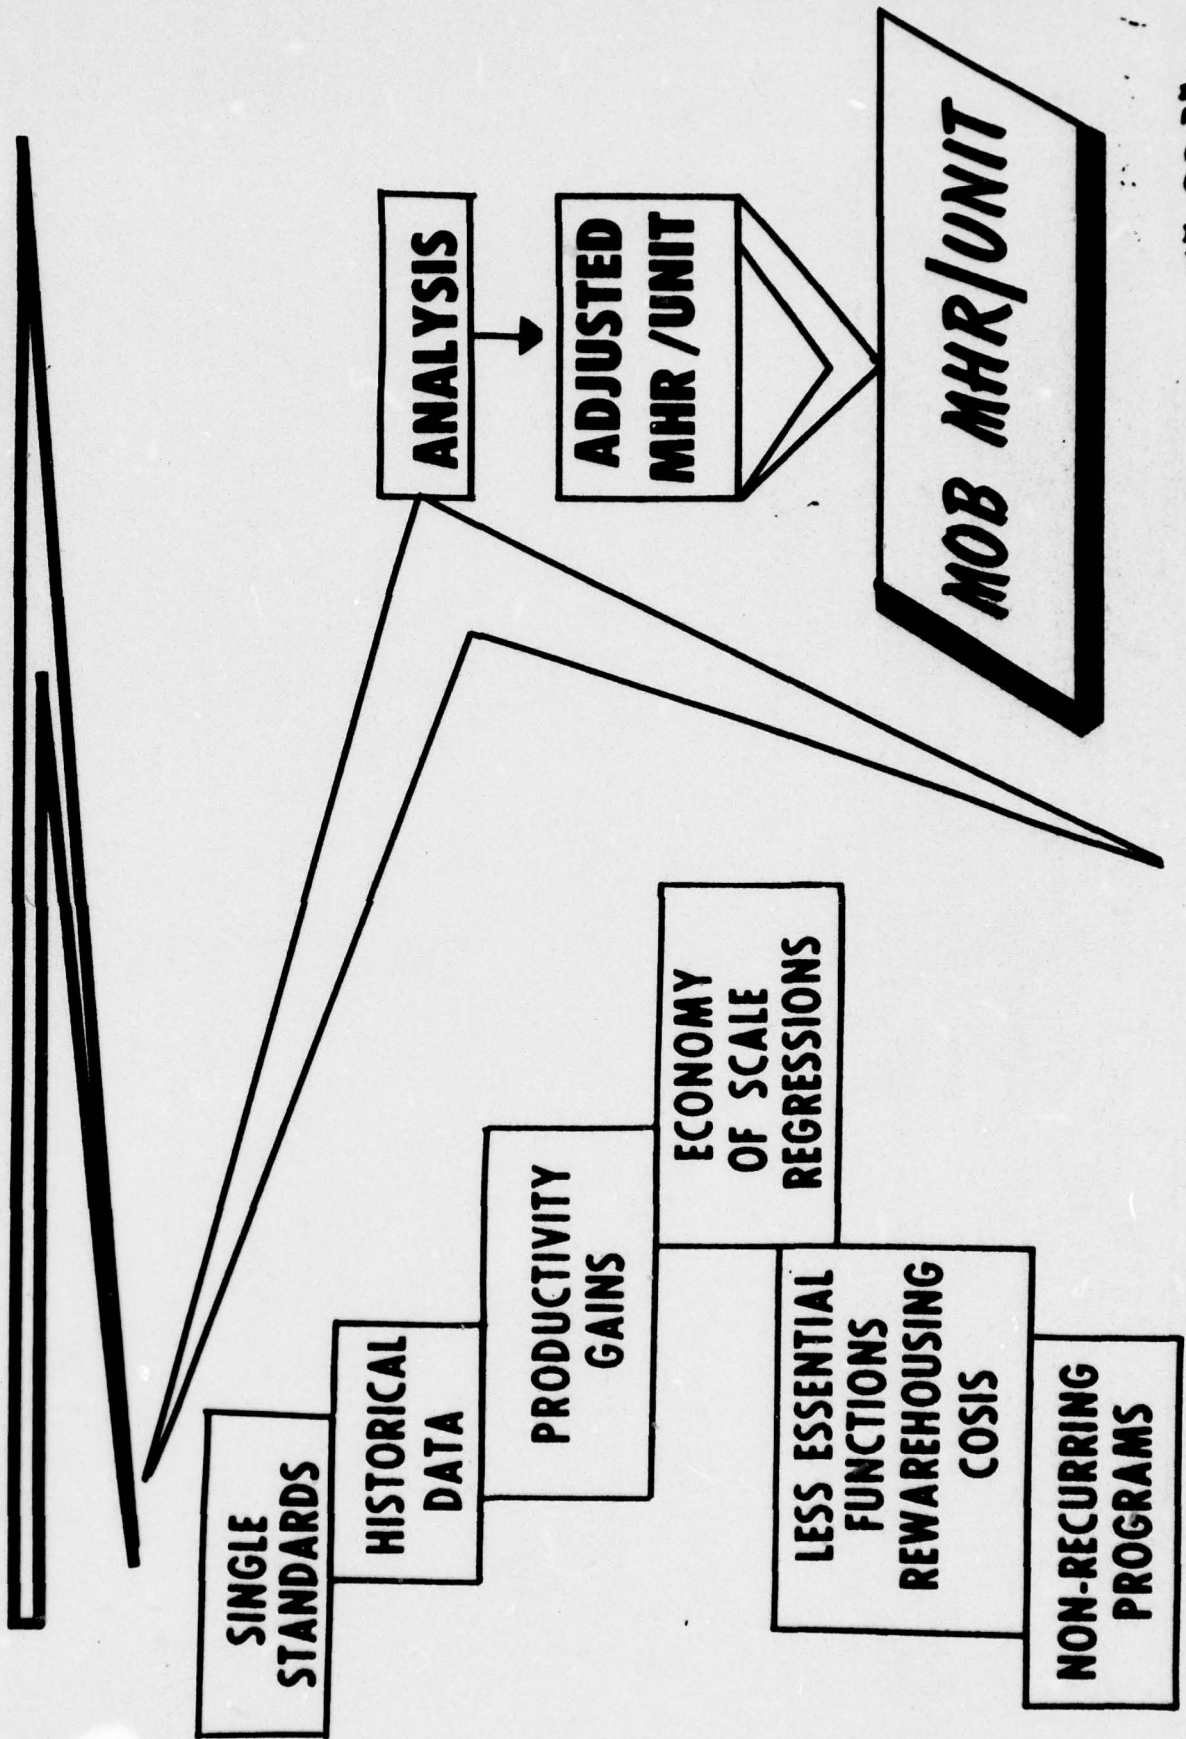 SINGLE
STANDARDS
HISTORICAL
DATA
PRODUCTIVITY
GAINS
ECONOMY
OF SCALE
REGRESSIONS
LESS ESSENTIAL
FUNCTIONS
REWAREHOUSING
COSIS
NON-RECURRING
PROGRAMS
ANALYSIS
ADJUSTED
MHR /UNIT
MOB MHR/UNIT